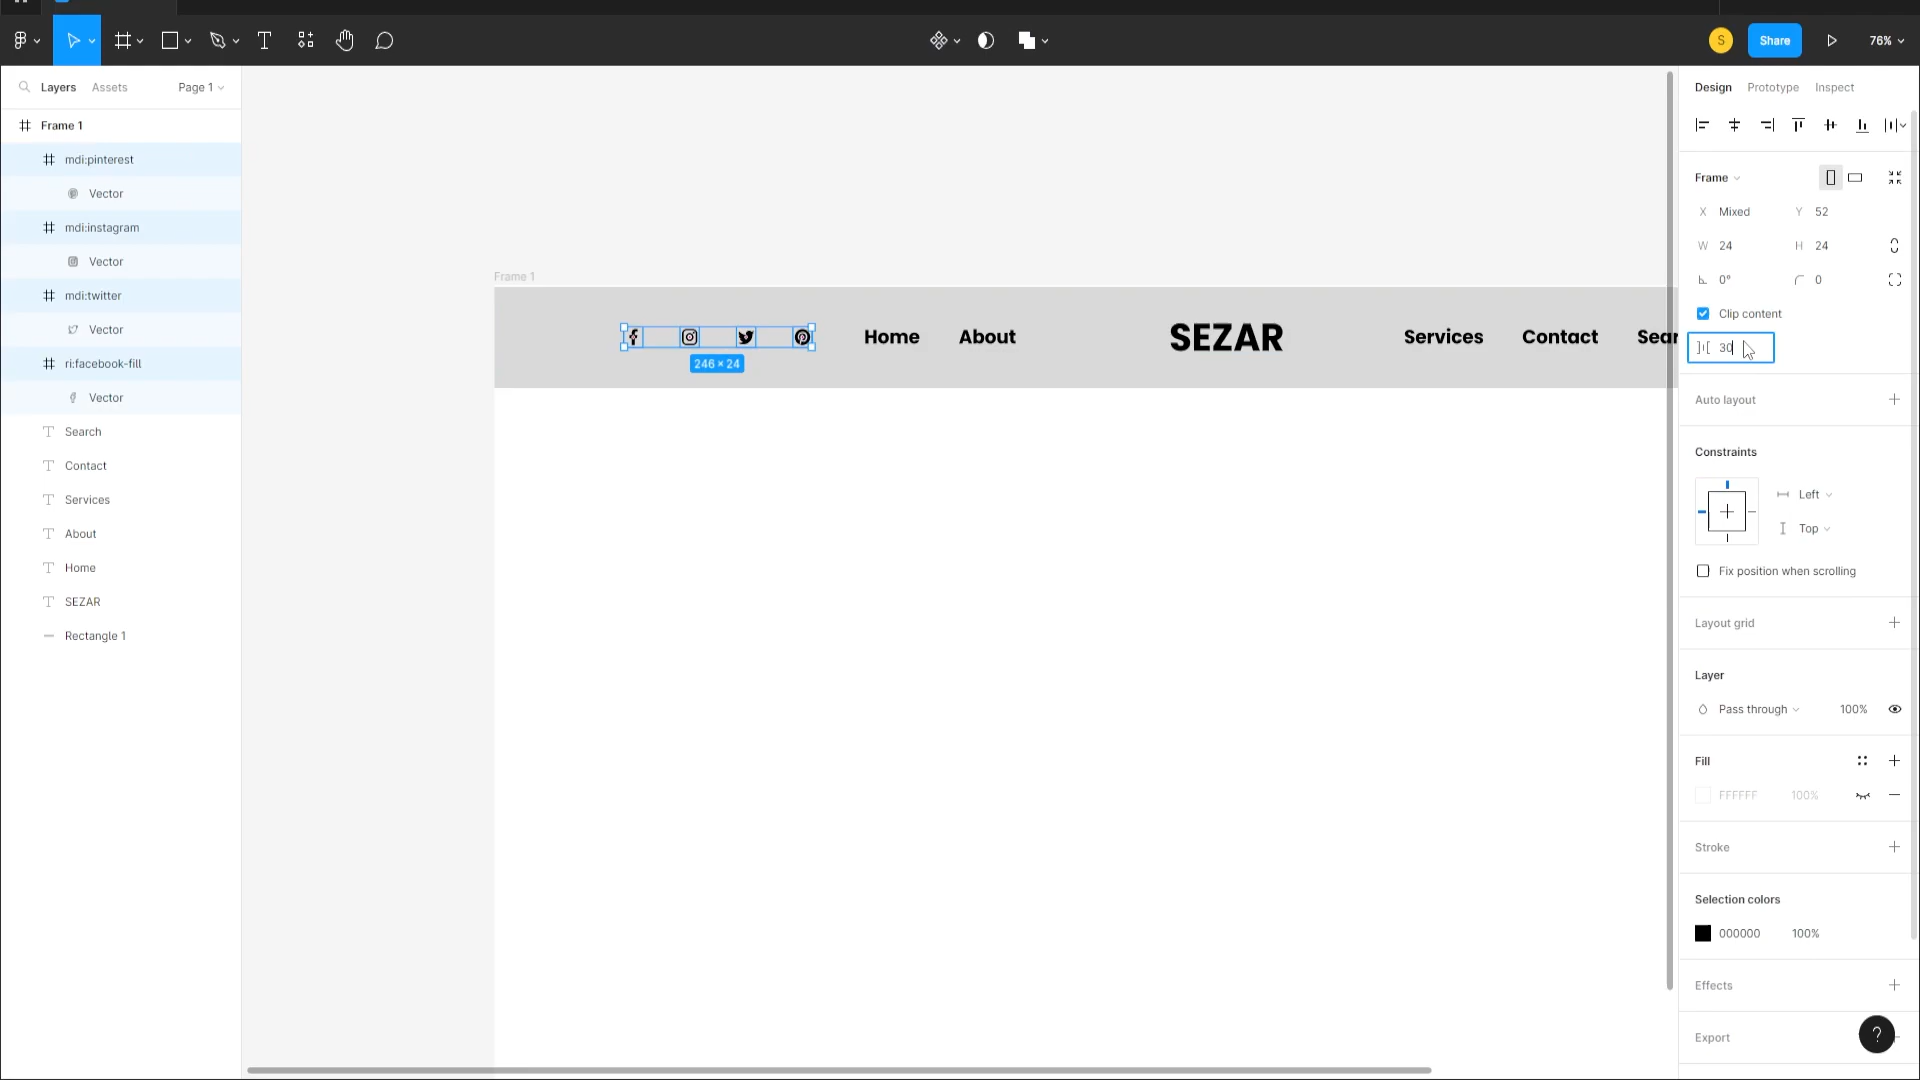 S
Share
76%
Layers
Assets
Page 1
Design
Prototype
Inspect
Frame 1
mdi:pinterest
Vector
mdi:instagram
Vector
mdi:twitter
Vector
ri:facebook-fill
Vector
Search
Contact
Services
About
Home
SEZAR
Rectangle 1
Frame 1
Home
About
SEZAR
Services
Contact
Sear
246 × 24
Frame
X Mixed
Y 52
W 24
H 24
0°
0
Clip content
30
Auto layout
Constraints
Left
Top
Fix position when scrolling
Layout grid
Layer
Pass through
100%
Fill
FFFFFF
100%
Stroke
Selection colors
000000
100%
Effects
Export
?